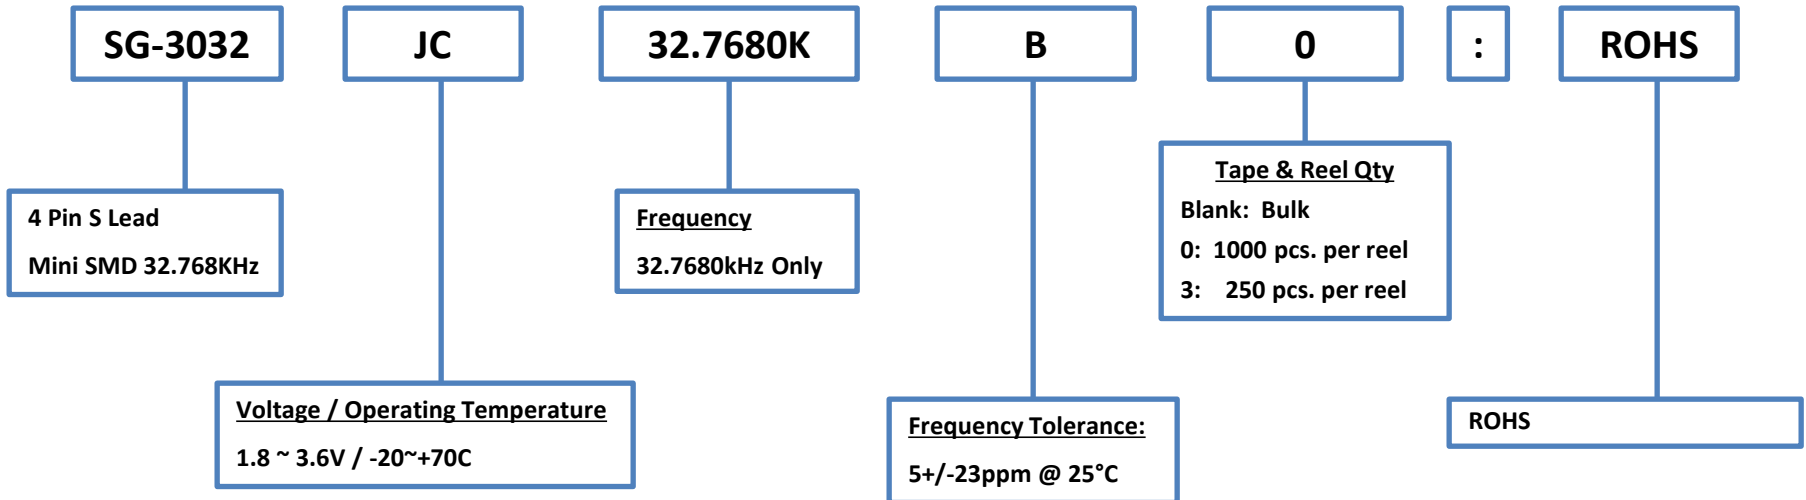 SG-3032 JC 32.7680K B 0 : ROHS
4 Pin S Lead
Mini SMD 32.768KHz
Voltage / Operating Temperature
1.8 ~ 3.6V / -20~+70C
Frequency
32.7680kHz Only
Frequency Tolerance:
5+/-23ppm @ 25°C
Tape & Reel Qty
Blank: Bulk
0: 1000 pcs. per reel
3: 250 pcs. per reel
ROHS